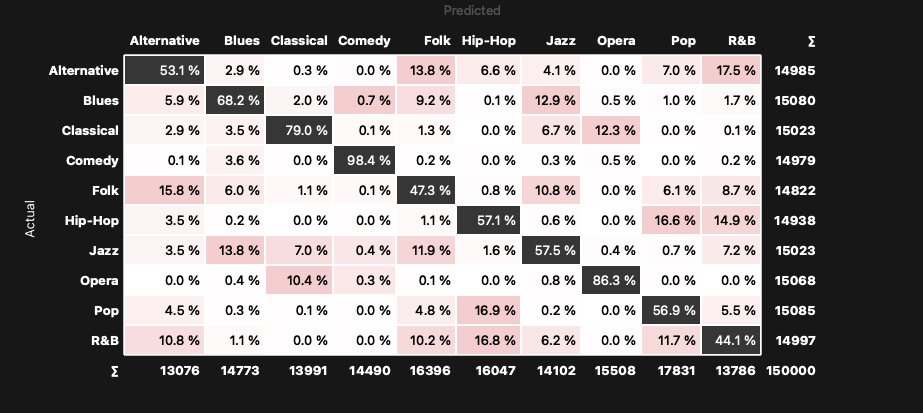 Predicted
Alternative Blues Classical Comedy Folk Hip-Hop Jazz Opera Pop R&B Σ
Alternative 53.1 % 2.9 % 0.3 % 0.0 % 13.8 % 6.6 % 4.1 % 0.0 % 7.0 % 17.5 % 14985
Blues 5.9 % 68.2 % 2.0 % 0.7 % 9.2 % 0.1 % 12.9 % 0.5 % 1.0 % 1.7 % 15080
Classical 2.9 % 3.5 % 79.0 % 0.1 % 1.3 % 0.0 % 6.7 % 12.3 % 0.0 % 0.1 % 15023
Comedy 0.1 % 3.6 % 0.0 % 98.4 % 0.2 % 0.0 % 0.3 % 0.5 % 0.0 % 0.2 % 14979
Folk 15.8 % 6.0 % 1.1 % 0.1 % 47.3 % 0.8 % 10.8 % 0.0 % 6.1 % 8.7 % 14822
Actual
Hip-Hop 3.5 % 0.2 % 0.0 % 0.0 % 1.1 % 57.1 % 0.6 % 0.0 % 16.6 % 14.9 % 14938
Jazz 3.5 % 13.8 % 7.0 % 0.4 % 11.9 % 1.6 % 57.5 % 0.4 % 0.7 % 7.2 % 15023
Opera 0.0 % 0.4 % 10.4 % 0.3 % 0.1 % 0.0 % 0.8 % 86.3 % 0.0 % 0.0 % 15068
Pop 4.5 % 0.3 % 0.1 % 0.0 % 4.8 % 16.9 % 0.2 % 0.0 % 56.9 % 5.5 % 15085
R&B 10.8 % 1.1 % 0.0 % 0.0 % 10.2 % 16.8 % 6.2 % 0.0 % 11.7 % 44.1 % 14997
Σ 13076 14773 13991 14490 16396 16047 14102 15508 17831 13786 150000